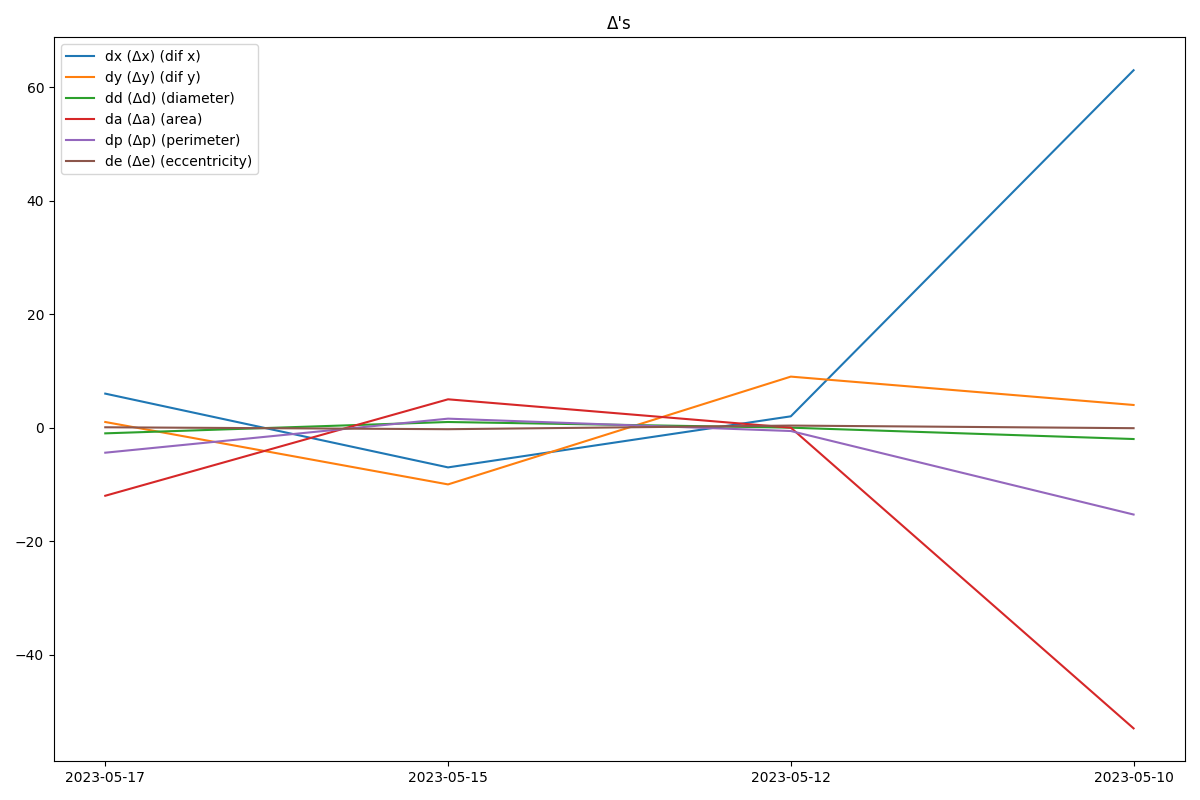 Δ's
dx (Δx) (dif x)
dy (Δy) (dif y)
dd (Δd) (diameter)
da (Δa) (area)
dp (Δp) (perimeter)
de (Δe) (eccentricity)
60
40
20
0
−20
−40
2023-05-17 2023-05-15 2023-05-12 2023-05-10